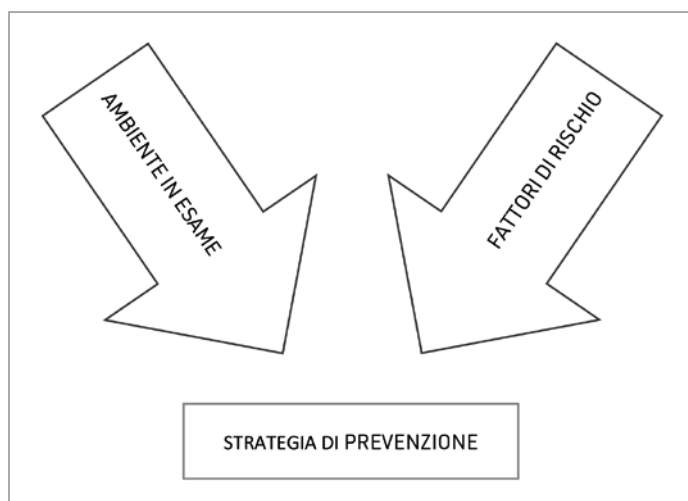 AMBIENTE IN ESAME
FATTORI DI RISCHIO
STRATEGIA DI PREVENZIONE